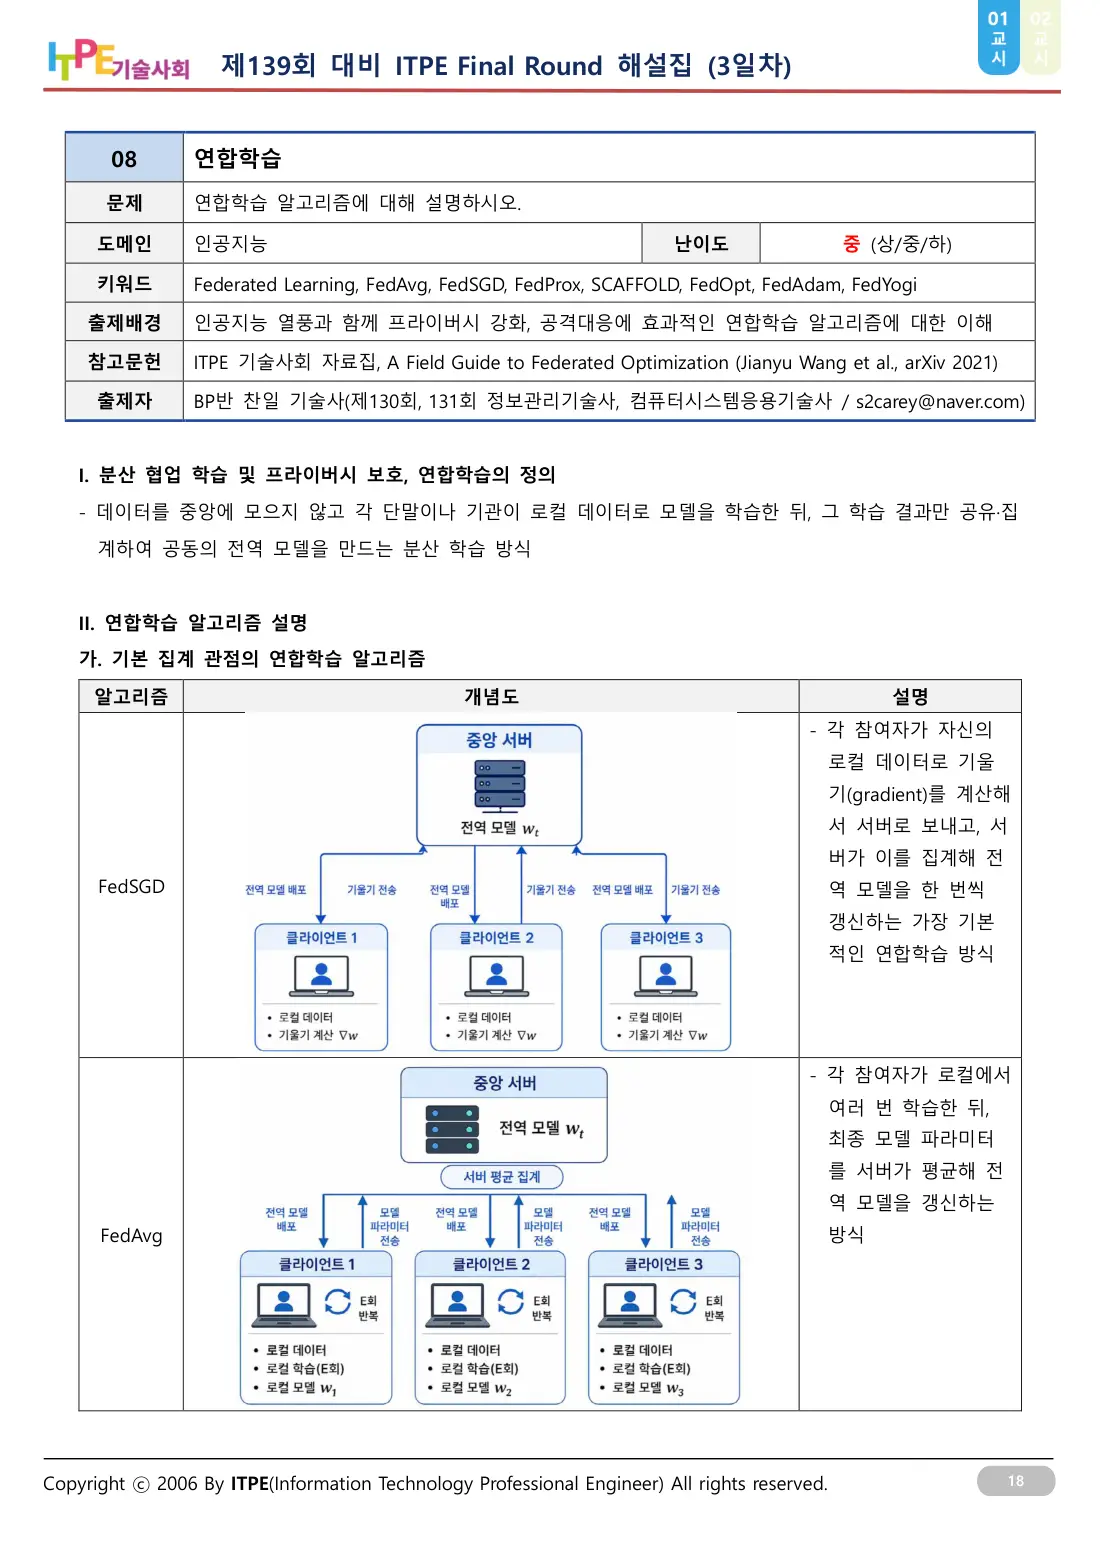 01
교
시
02
교
시
ITPE기술사회 제139회 대비 ITPE Final Round 해설집 (3일차)
08 연합학습
문제 연합학습 알고리즘에 대해 설명하시오.
도메인 인공지능 난이도 중 (상/중/하)
키워드 Federated Learning, FedAvg, FedSGD, FedProx, SCAFFOLD, FedOpt, FedAdam, FedYogi
출제배경 인공지능 열풍과 함께 프라이버시 강화, 공격대응에 효과적인 연합학습 알고리즘에 대한 이해
참고문헌 ITPE 기술사회 자료집, A Field Guide to Federated Optimization (Jianyu Wang et al., arXiv 2021)
출제자 BP반 찬일 기술사(제130회, 131회 정보관리기술사, 컴퓨터시스템응용기술사 / s2carey@naver.com)
I. 분산 협업 학습 및 프라이버시 보호, 연합학습의 정의
- 데이터를 중앙에 모으지 않고 각 단말이나 기관이 로컬 데이터로 모델을 학습한 뒤, 그 학습 결과만 공유·집
계하여 공동의 전역 모델을 만드는 분산 학습 방식
II. 연합학습 알고리즘 설명
가. 기본 집계 관점의 연합학습 알고리즘
알고리즘 개념도 설명
FedSGD
중앙 서버
전역 모델 wt
전역 모델 배포 기울기 전송 전역 모델 배포 기울기 전송 전역 모델 배포 기울기 전송
클라이언트 1 클라이언트 2 클라이언트 3
• 로컬 데이터 • 로컬 데이터 • 로컬 데이터
• 기울기 계산 ∇w • 기울기 계산 ∇w • 기울기 계산 ∇w
- 각 참여자가 자신의
로컬 데이터로 기울
기(gradient)를 계산해
서 서버로 보내고, 서
버가 이를 집계해 전
역 모델을 한 번씩
갱신하는 가장 기본
적인 연합학습 방식
FedAvg
중앙 서버
전역 모델 wt
서버 평균 집계
전역 모델 모델 전역 모델 모델 전역 모델 모델
배포 파라미터 배포 파라미터 배포 파라미터
전송 전송 전송
클라이언트 1 클라이언트 2 클라이언트 3
E회 E회 E회
반복 반복 반복
• 로컬 데이터 • 로컬 데이터 • 로컬 데이터
• 로컬 학습(E회) • 로컬 학습(E회) • 로컬 학습(E회)
• 로컬 모델 w1 • 로컬 모델 w2 • 로컬 모델 w3
- 각 참여자가 로컬에서
여러 번 학습한 뒤,
최종 모델 파라미터
를 서버가 평균해 전
역 모델을 갱신하는
방식
Copyright ⓒ 2006 By ITPE(Information Technology Professional Engineer) All rights reserved.
18